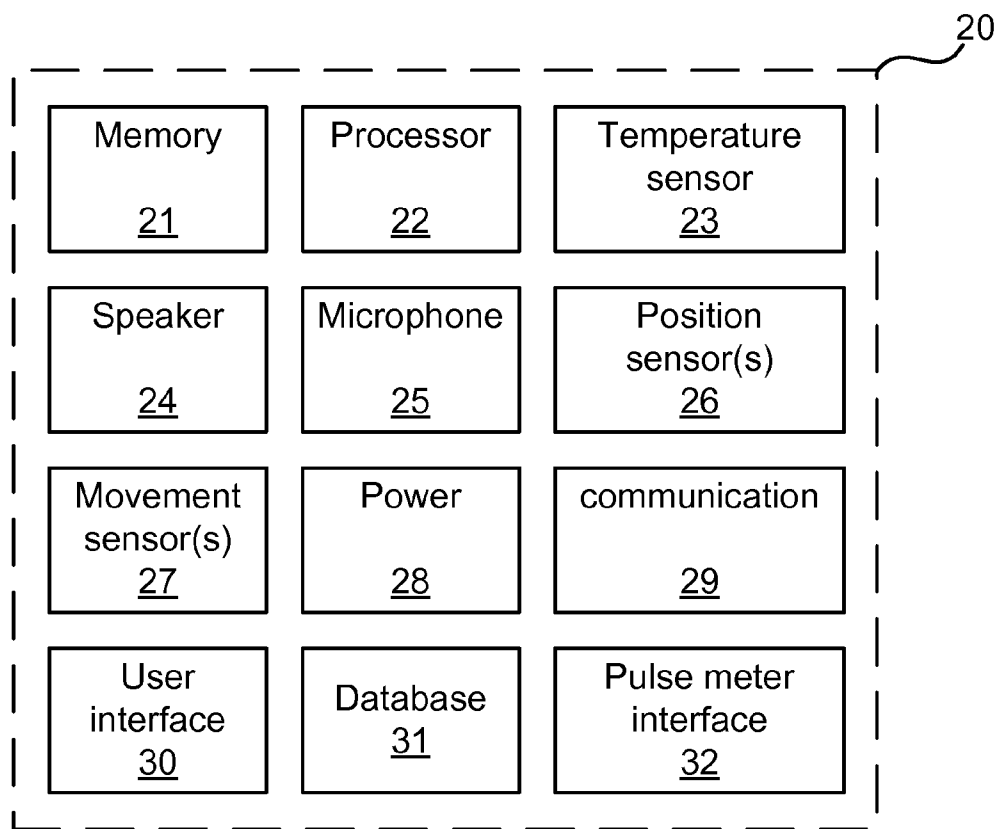 20
Memory
21
Processor
22
Temperature
sensor
23
Speaker
24
Microphone
25
Position
sensor(s)
26
Movement
sensor(s)
27
Power
28
communication
29
User
interface
30
Database
31
Pulse meter
interface
32